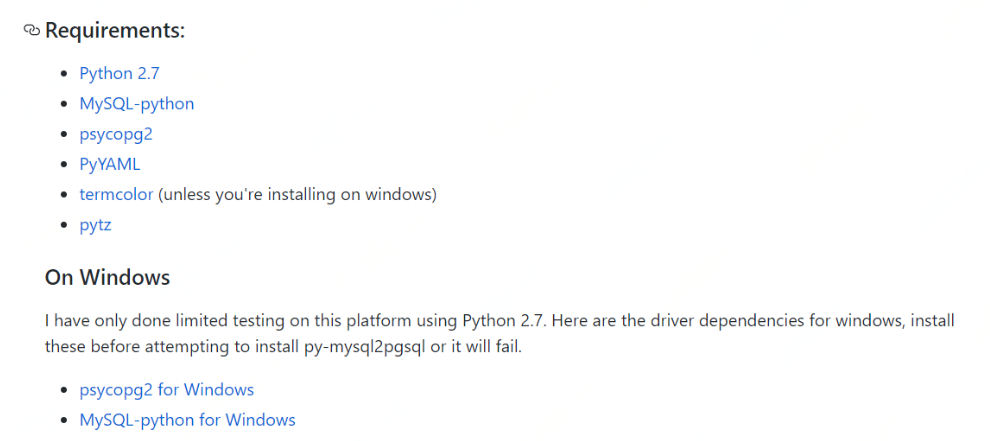 Requirements:
Python 2.7
MySQL-python
psycopg2
PyYAML
termcolor (unless you're installing on windows)
pytz
On Windows
I have only done limited testing on this platform using Python 2.7. Here are the driver dependencies for windows, install
these before attempting to install py-mysql2pgsql or it will fail.
psycopg2 for Windows
MySQL-python for Windows